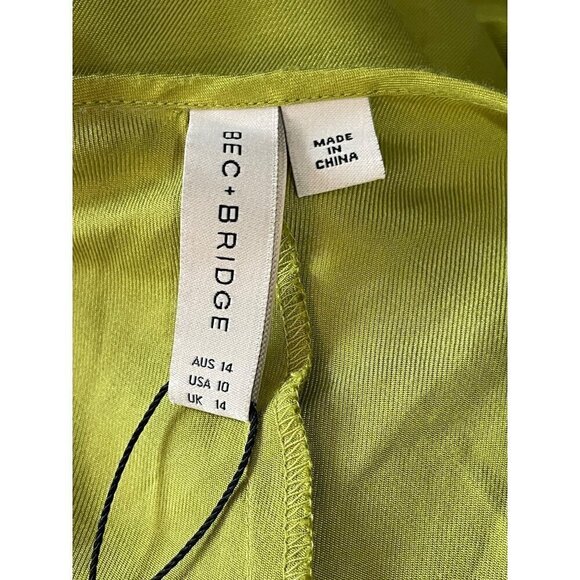 BEC + BRIDGE
AUS 14
USA 10
UK 14
MADE
IN
CHINA